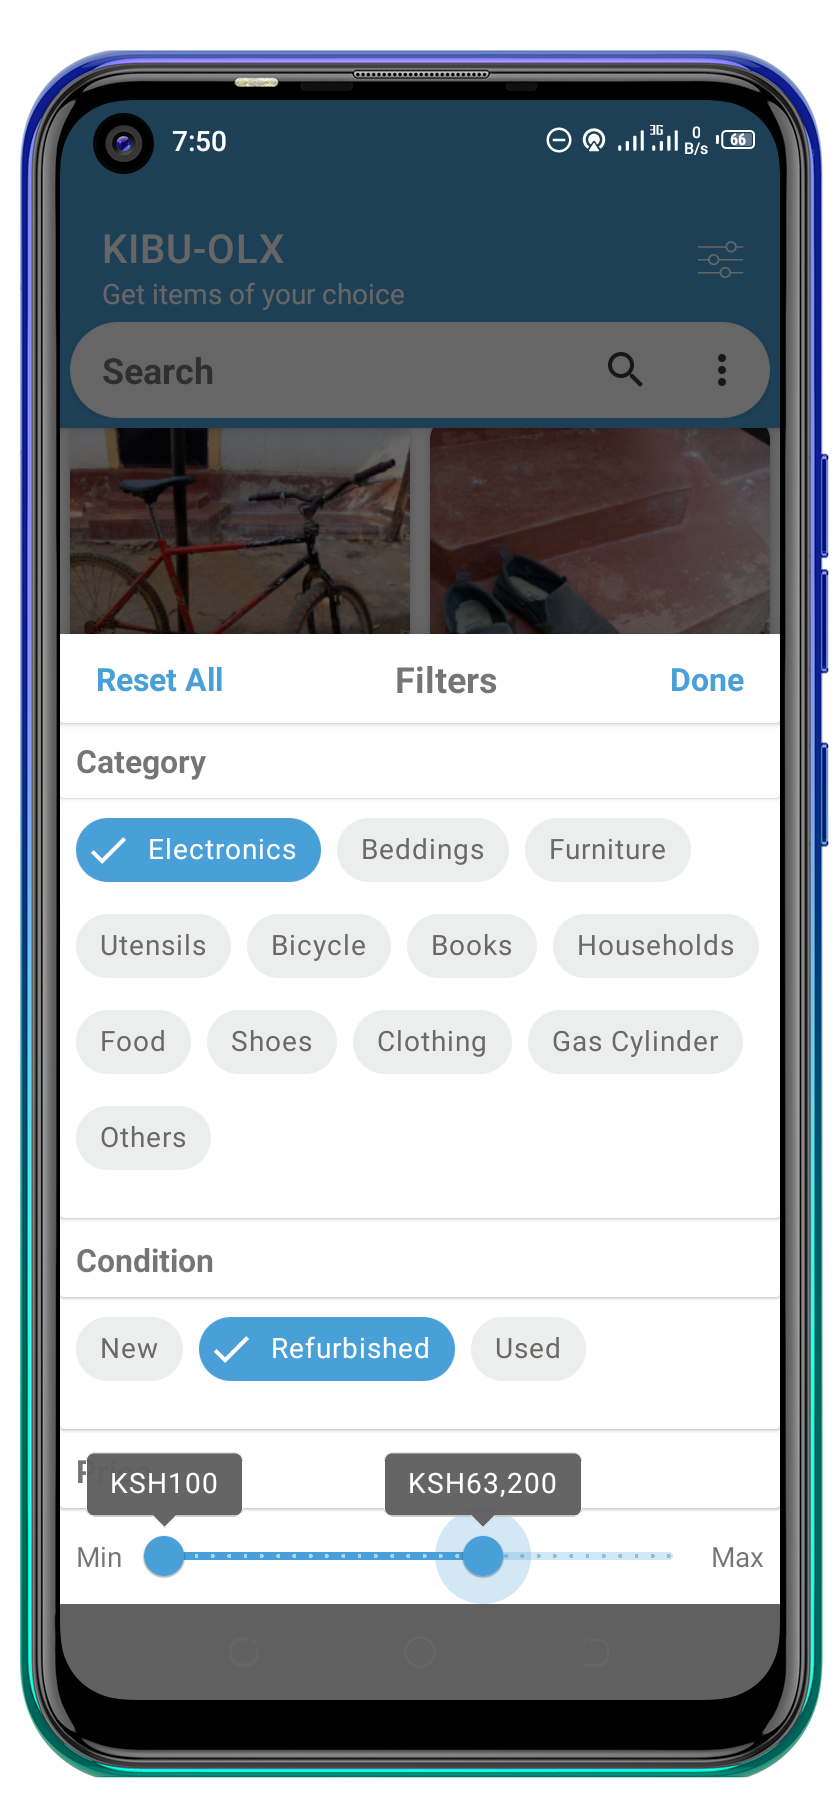 7:50 3G 0 B/s 66
KIBU-OLX
Get items of your choice
Search
Reset All Filters Done
Category
Electronics Beddings Furniture
Utensils Bicycle Books Households
Food Shoes Clothing Gas Cylinder
Others
Condition
New Refurbished Used
Price
KSH100 KSH63,200
Min Max